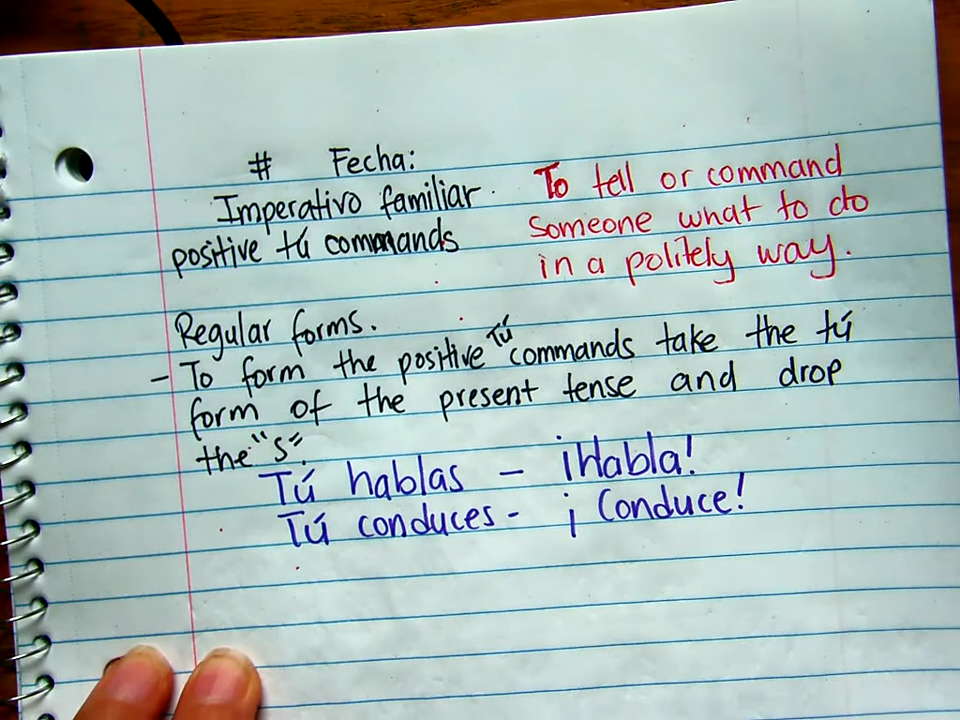 # Fecha:
Imperativo familiar
positive tú commands
To tell or command
someone what to do
in a politely way.
Regular forms.
- To form the positive Tú commands take the tú
form of the present tense and drop
the "s".
Tú hablas - ¡Habla!
Tú conduces - ¡Conduce!